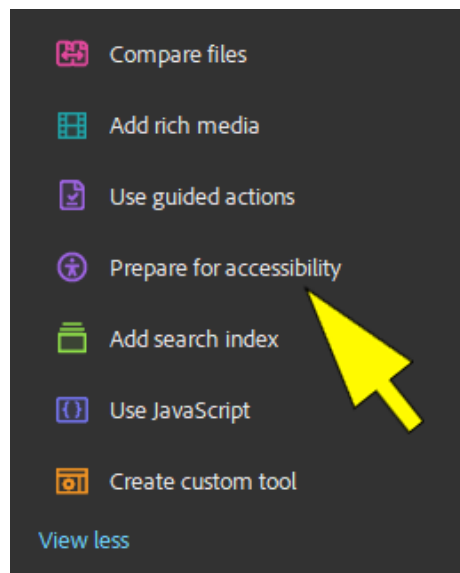 Compare files
Add rich media
Use guided actions
Prepare for accessibility
Add search index
Use JavaScript
Create custom tool
View less